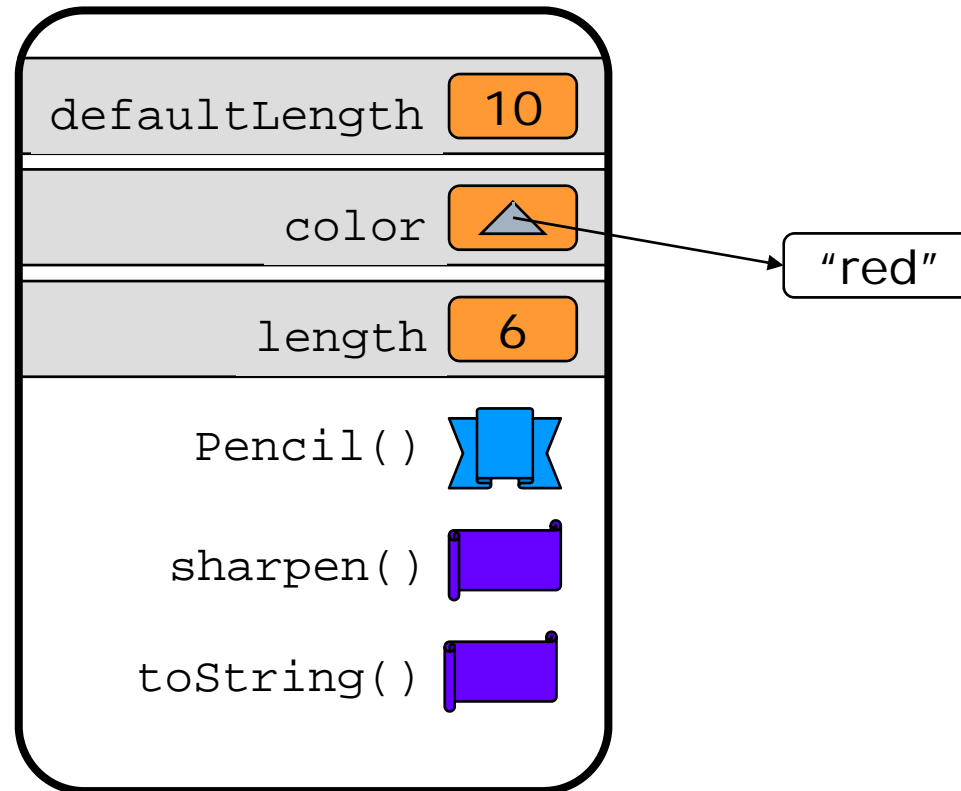 defaultLength 10
color
“red”
length 6
Pencil()
sharpen()
toString()